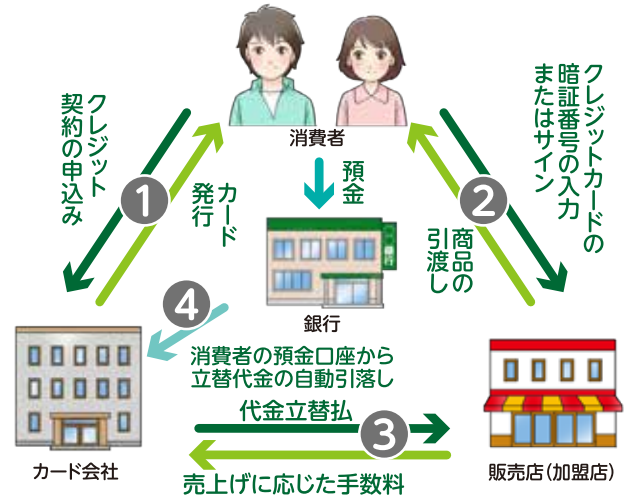 消費者
クレジット
契約の申込み
1
カード
発行
預金
2
クレジットカードの
暗証番号の入力
またはサイン
商品の
引渡し
銀行
銀行
4
消費者の預金口座から
立替代金の自動引落し
カード会社
代金立替払
3
売上げに応じた手数料
販売店(加盟店)